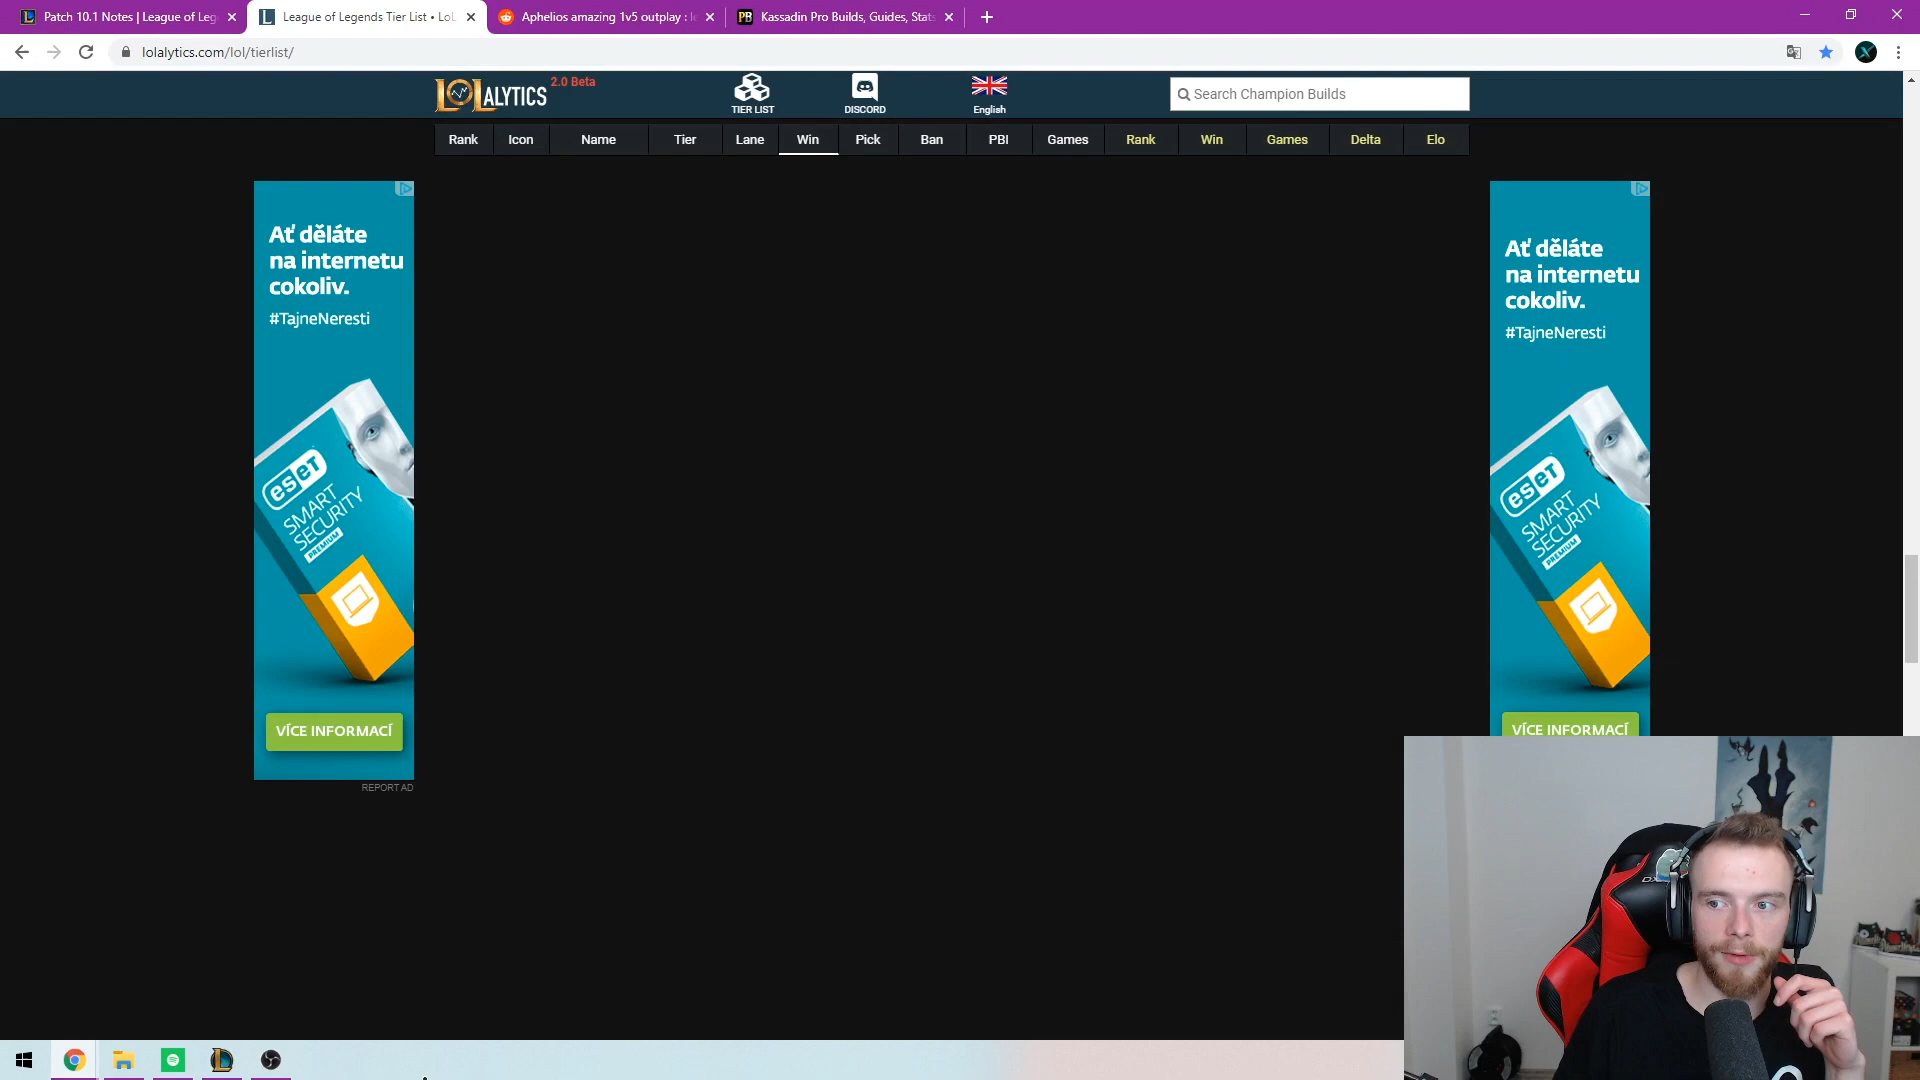 Patch 10.1 Notes | League of Leg
League of Legends Tier List • LoL
Aphelios amazing 1v5 outplay : le
PB Kassadin Pro Builds, Guides, Stats
lolalytics.com/lol/tierlist/
LOLALYTICS
2.0 Beta
TIER LIST
DISCORD
English
Search Champion Builds
Rank Icon Name Tier Lane Win Pick Ban PBI Games Rank Win Games Delta Elo
Ať děláte
na internetu
cokoliv.
#TajneNeresti
eset
SMART
SECURITY
PREMIUM
VÍCE INFORMACÍ
REPORT AD
Ať děláte
na internetu
cokoliv.
#TajneNeresti
eset
SMART
SECURITY
PREMIUM
VÍCE INFORMACÍ